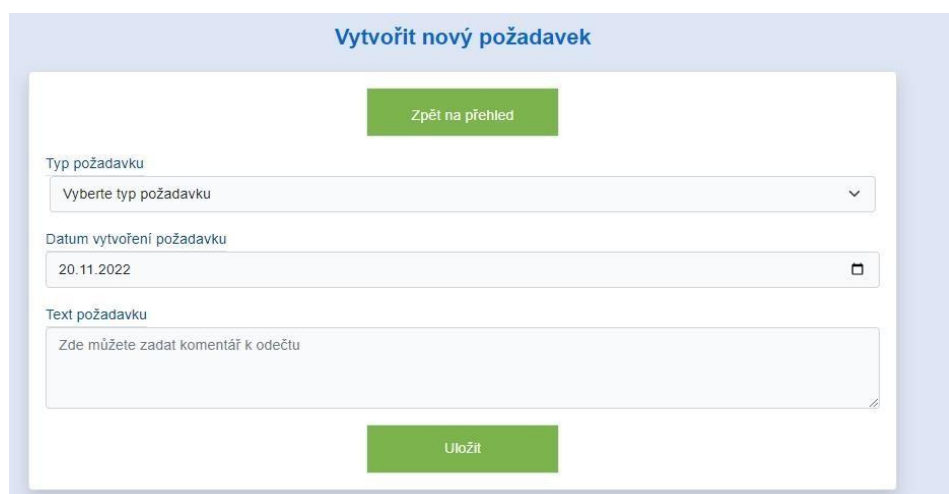 Vytvořit nový požadavek
Zpět na přehled
Typ požadavku
Vyberte typ požadavku
Datum vytvoření požadavku
20.11.2022
Text požadavku
Zde můžete zadat komentář k odečtu
Uložit